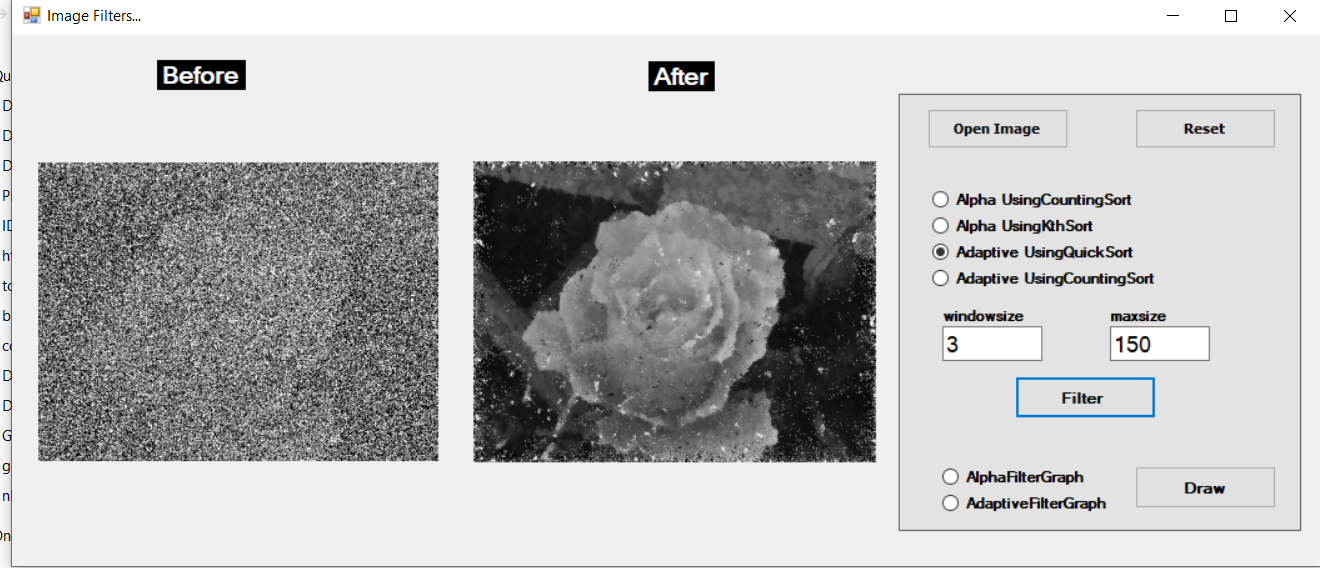 Image Filters...
Before
After
Open Image
Reset
Alpha UsingCountingSort
Alpha UsingKthSort
Adaptive UsingQuickSort
Adaptive UsingCountingSort
windowsize
maxsize
3
150
Filter
AlphaFilterGraph
AdaptiveFilterGraph
Draw